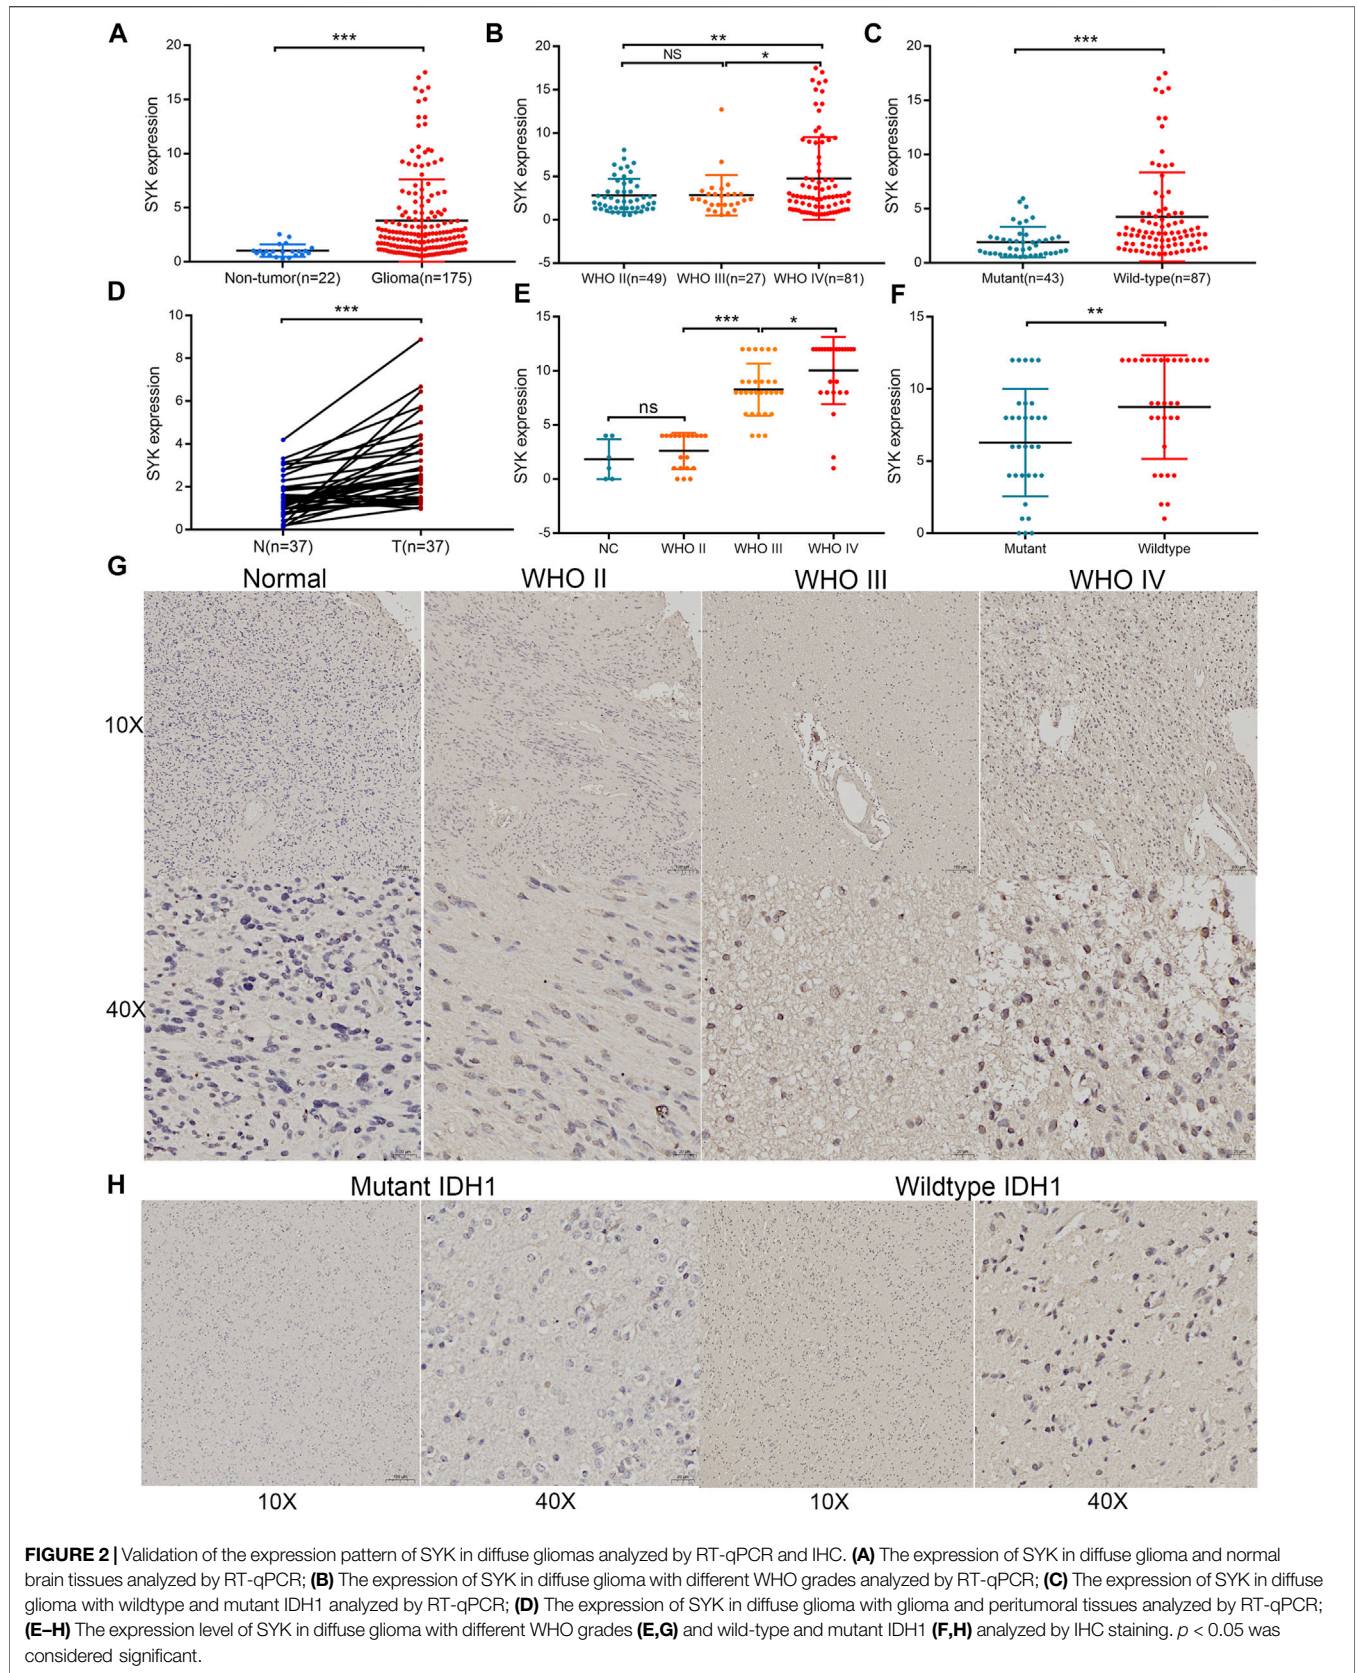 A
***
20
15
10
5
0
SYK expression
Non-tumor(n=22) Glioma(n=175)
B
**
NS *
20
15
10
5
0
-5
SYK expression
WHO II(n=49) WHO III(n=27) WHO IV(n=81)
C
***
20
15
10
5
0
SYK expression
Mutant(n=43) Wild-type(n=87)
D
***
10
8
6
4
2
0
SYK expression
N(n=37) T(n=37)
E
*** *
ns
15
10
5
0
-5
SYK expression
NC WHO II WHO III WHO IV
F
**
15
10
5
0
SYK expression
Mutant Wildtype
G
Normal WHO II WHO III WHO IV
10X
40X
H
Mutant IDH1 Wildtype IDH1
10X 40X 10X 40X
FIGURE 2 | Validation of the expression pattern of SYK in diffuse gliomas analyzed by RT-qPCR and IHC. (A) The expression of SYK in diffuse glioma and normal
brain tissues analyzed by RT-qPCR; (B) The expression of SYK in diffuse glioma with different WHO grades analyzed by RT-qPCR; (C) The expression of SYK in diffuse
glioma with wildtype and mutant IDH1 analyzed by RT-qPCR; (D) The expression of SYK in diffuse glioma with glioma and peritumoral tissues analyzed by RT-qPCR;
(E–H) The expression level of SYK in diffuse glioma with different WHO grades (E,G) and wild-type and mutant IDH1 (F,H) analyzed by IHC staining. p < 0.05 was
considered significant.